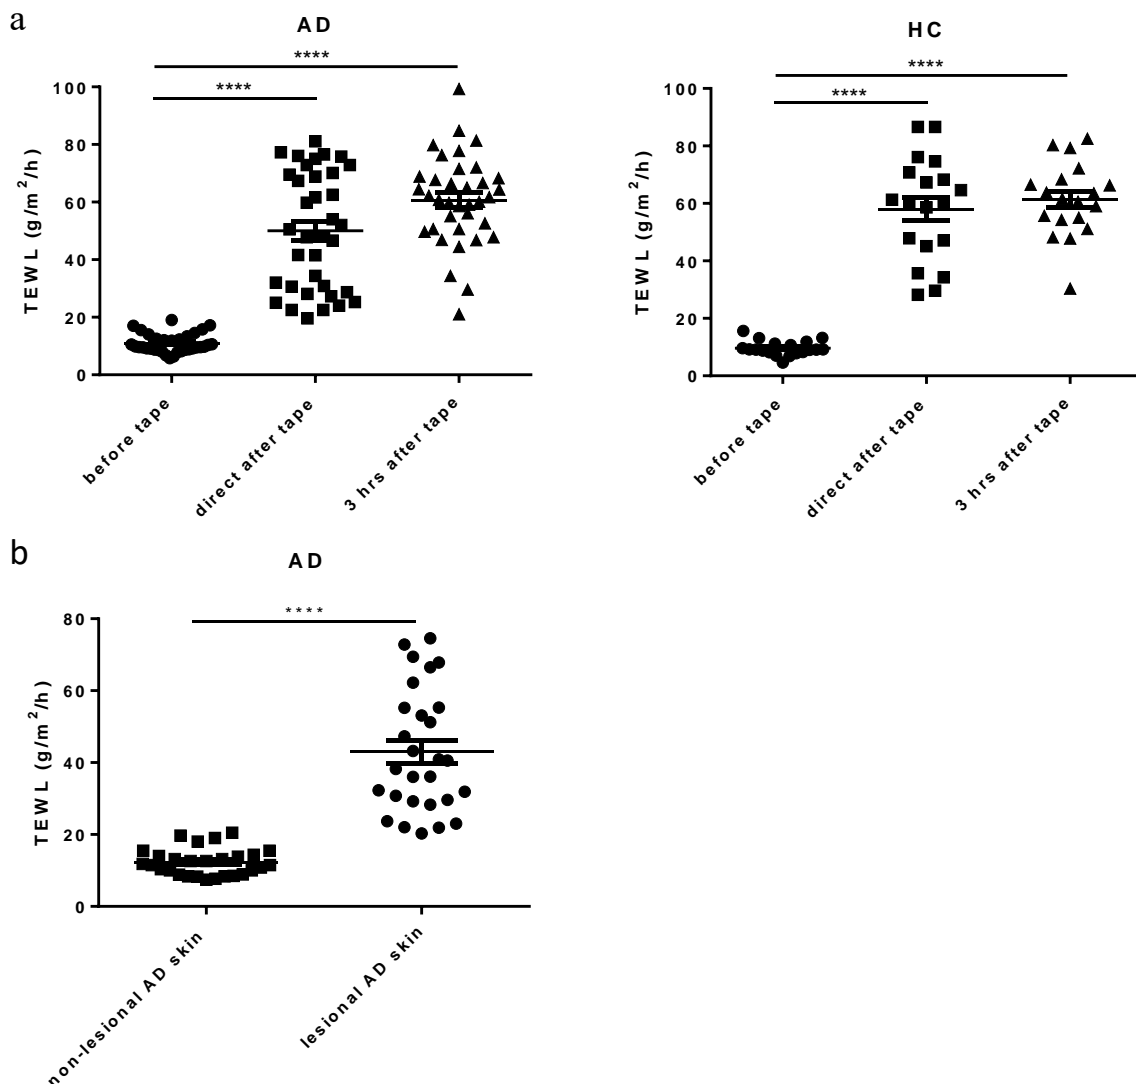 a
AD
****
****
TEWL (g/m²/h)
100
80
60
40
20
0
before tape
direct after tape
3 hrs after tape
HC
****
****
TEWL (g/m²/h)
100
80
60
40
20
0
before tape
direct after tape
3 hrs after tape
b
AD
****
TEWL (g/m²/h)
80
60
40
20
0
non-lesional AD skin
lesional AD skin